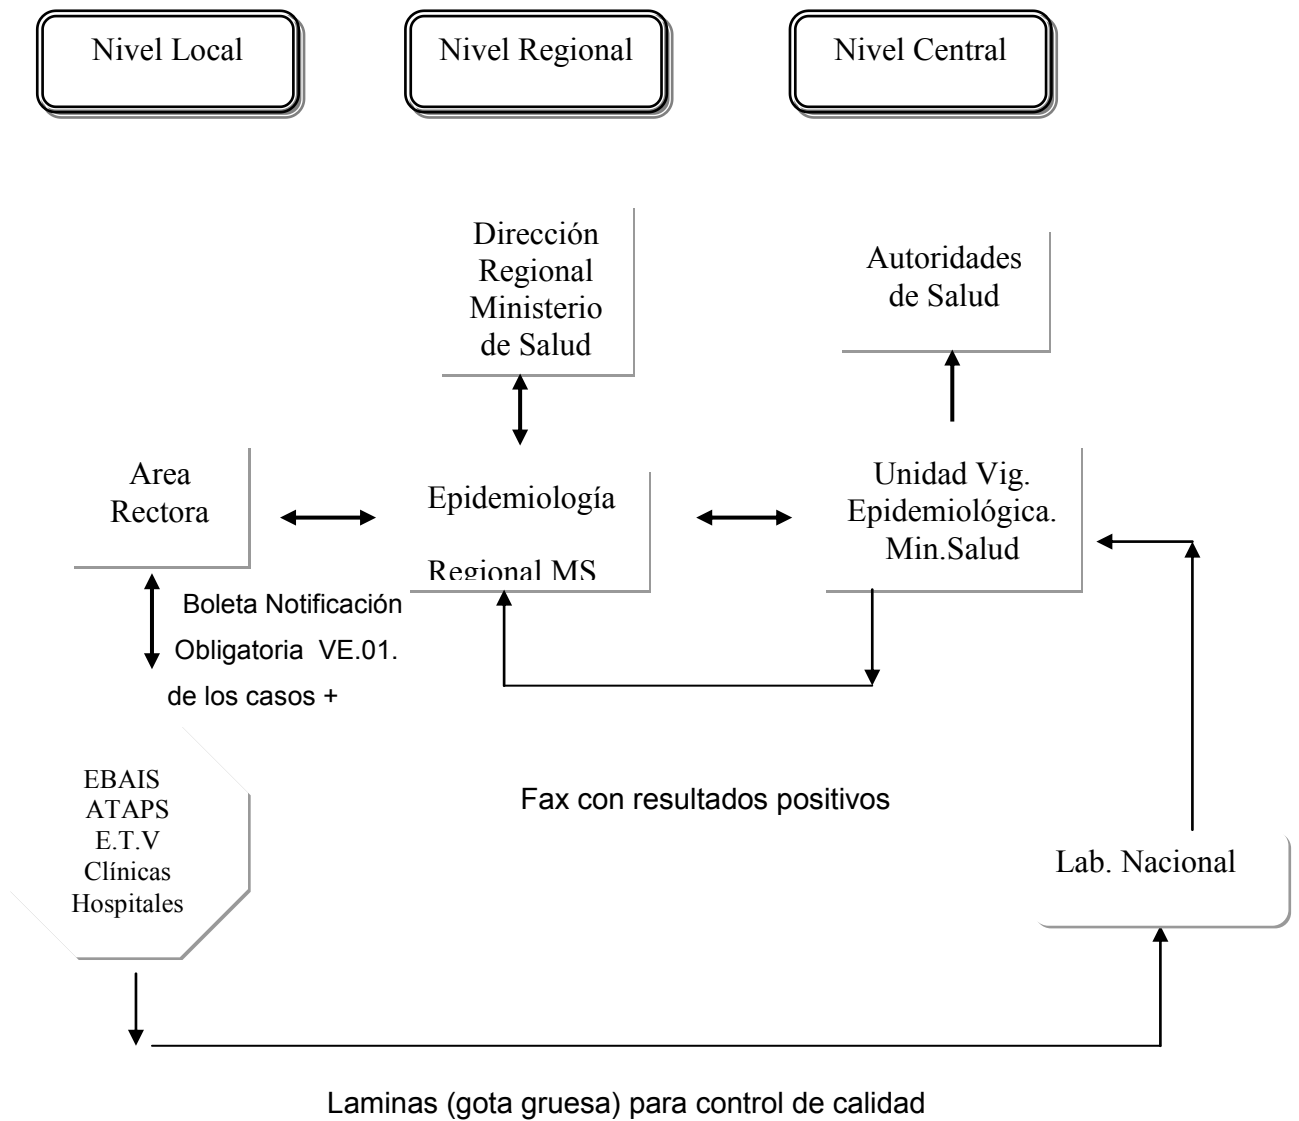 Nivel Local
Nivel Regional
Nivel Central
Dirección
Regional
Ministerio
de Salud
Autoridades
de Salud
Area
Rectora
Epidemiología
Regional MS
Unidad Vig.
Epidemiológica.
Min.Salud
Boleta Notificación
Obligatoria VE.01.
de los casos +
EBAIS
ATAPS
E.T.V
Clínicas
Hospitales
Fax con resultados positivos
Lab. Nacional
Laminas (gota gruesa) para control de calidad